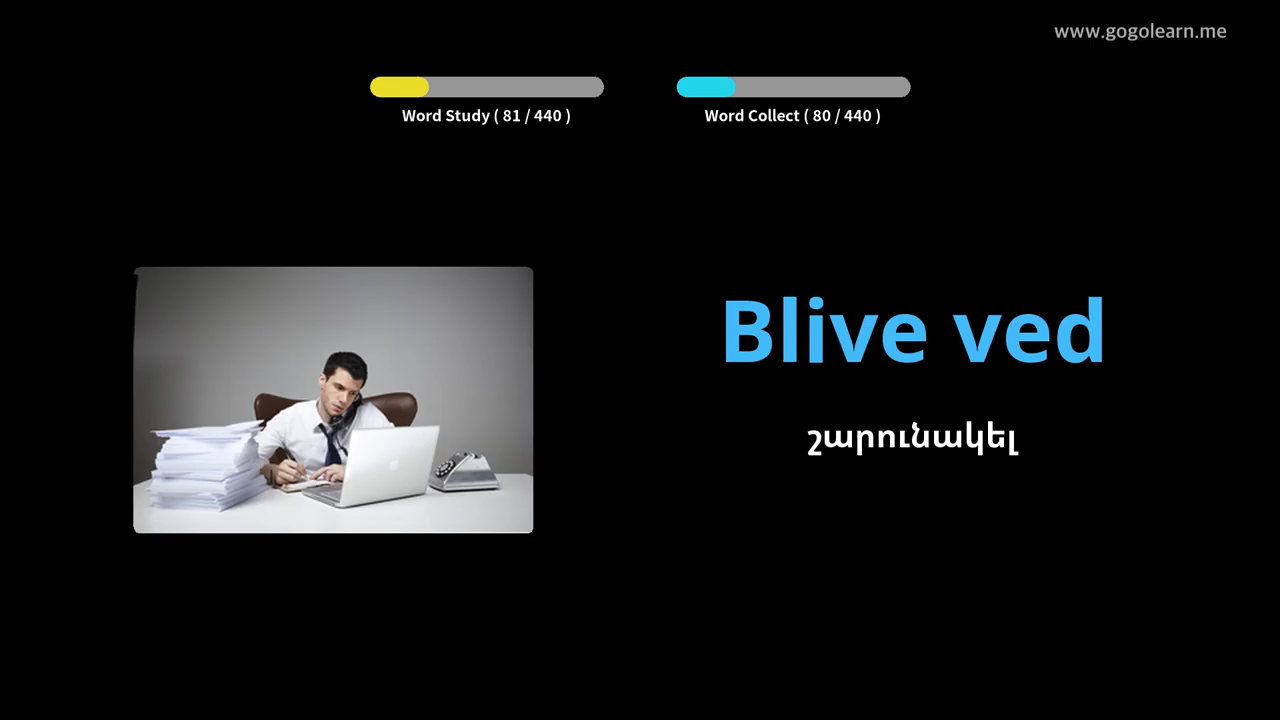 www.gogolearn.me
Word Study ( 81 / 440 )
Word Collect ( 80 / 440 )
Blive ved
շարունակել